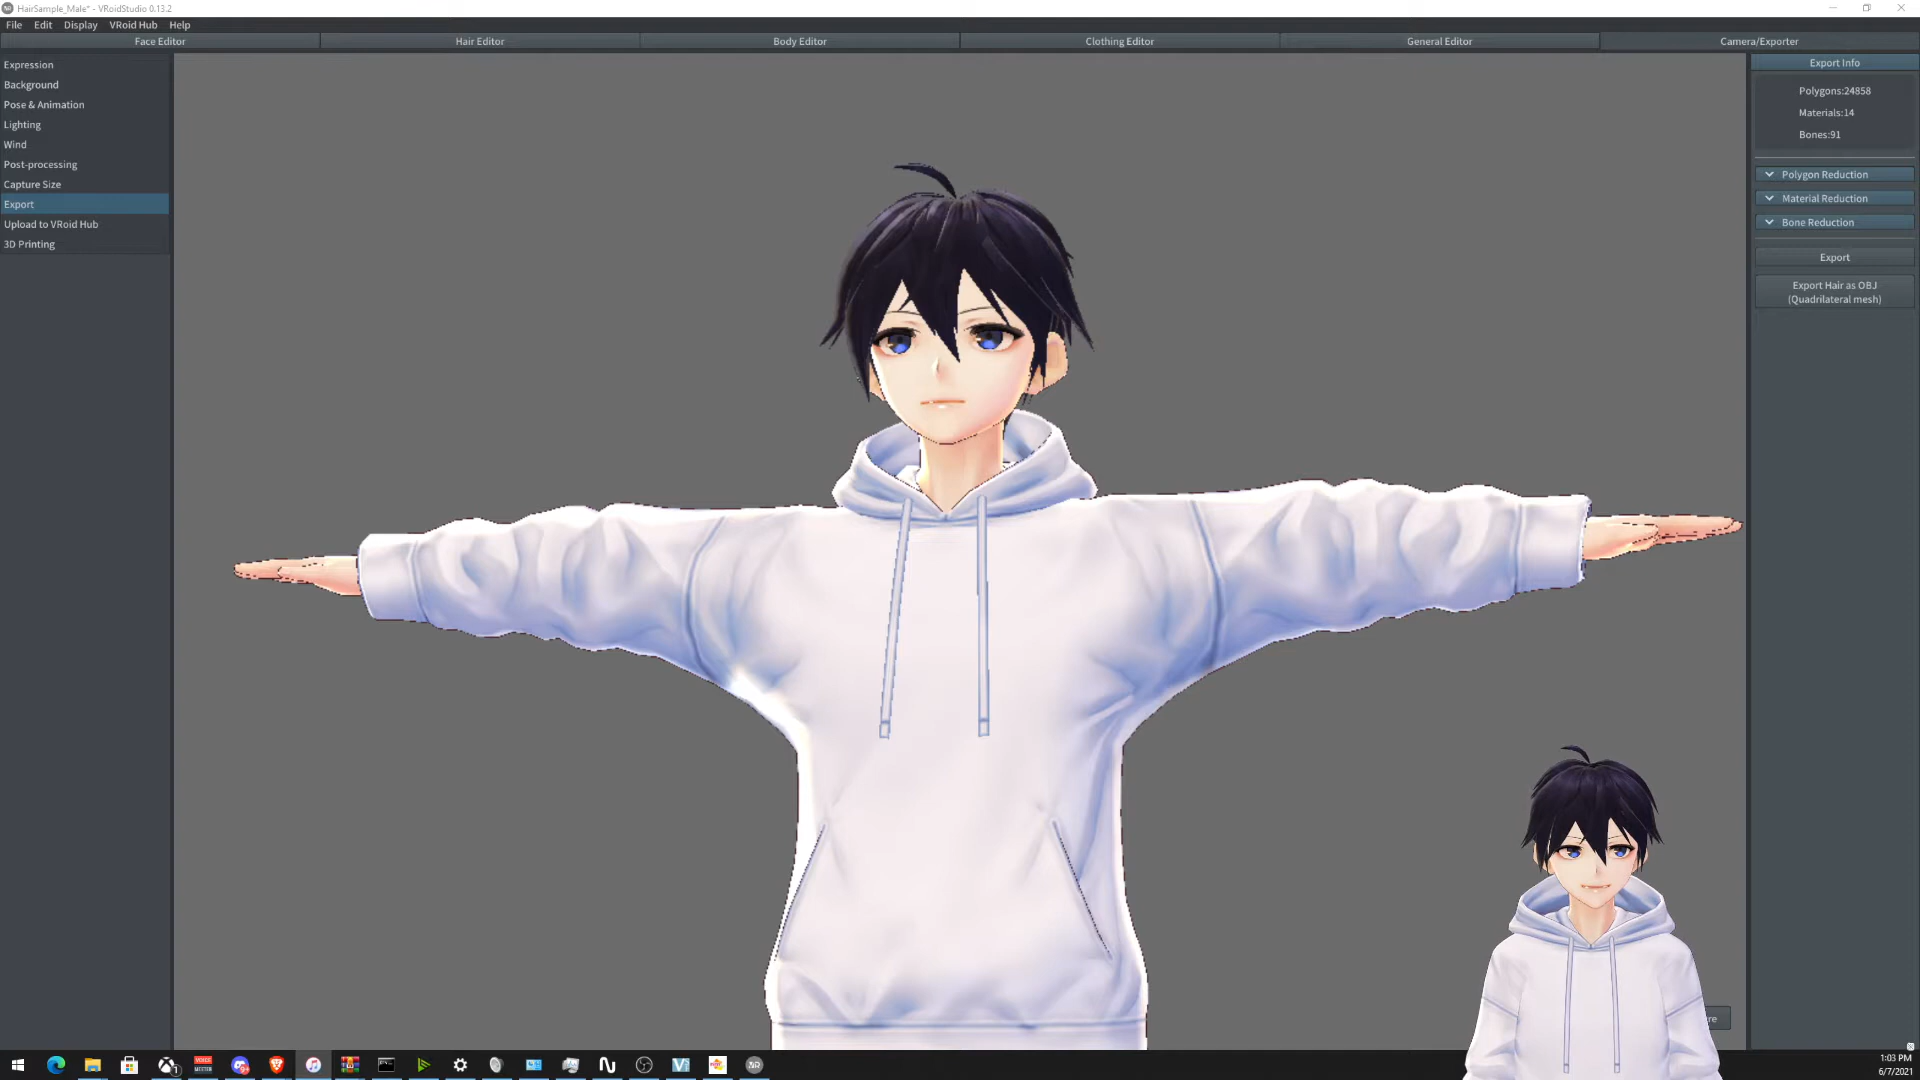 HairSample_Male* - VRoidStudio 0.13.2
File Edit Display VRoid Hub Help
Face Editor Hair Editor Body Editor Clothing Editor General Editor Camera/Exporter
Expression
Background
Pose & Animation
Lighting
Wind
Post-processing
Capture Size
Export
Upload to VRoid Hub
3D Printing
Export Info
Polygons:24858
Materials:14
Bones:91
Polygon Reduction
Material Reduction
Bone Reduction
Export
Export Hair as OBJ
(Quadrilateral mesh)
re
VOICE
MEETER
1:03 PM
6/7/2021